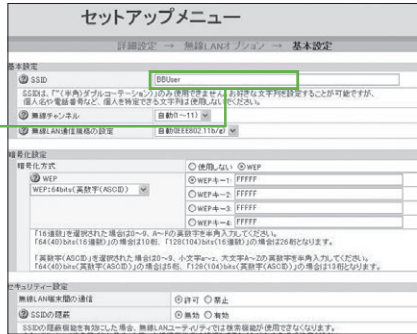 セットアップメニュー
詳細設定 → 無線LANオプション → 基本設定
基本設定
SSID BBUser
SSIDは、「"(半角)ダブルコーテーション」のみ使用できません。お好きな文字列を設定することが可能ですが、
個人名や電話番号など、個人を特定できる文字列は使用しないでください。
無線チャンネル 自動(1~11)
無線LAN通信規格の設定 自動(IEEE802.11b/g)
暗号化設定
暗号化方式 使用しない WEP
WEP WEPキー1: FFFFF
WEP:64bits(英数字(ASCII)) WEPキー2: FFFFF
WEPキー3: FFFFF
WEPキー4: FFFFF
「16進数」を選択された場合は0~9、A~Fの英数字を半角入力してください。
「64(40)bits(16進数)」の場合は10桁、「128(104)bits(16進数)」の場合は26桁となります。
「英数字(ASCII)」を選択された場合は0~9、小文字a~z、大文字A~Zの英数字を半角入力してください。
「64(40)bits(英数字(ASCII))」の場合は5桁、「128(104)bits(英数字(ASCII))」の場合は13桁となります。
セキュリティー設定
無線LAN端末間の通信 許可 禁止
SSIDの隠蔽 無効 有効
SSIDの隠蔽機能を有効にした場合、無線LANユーティリティでは検索機能が使用できなくなります。